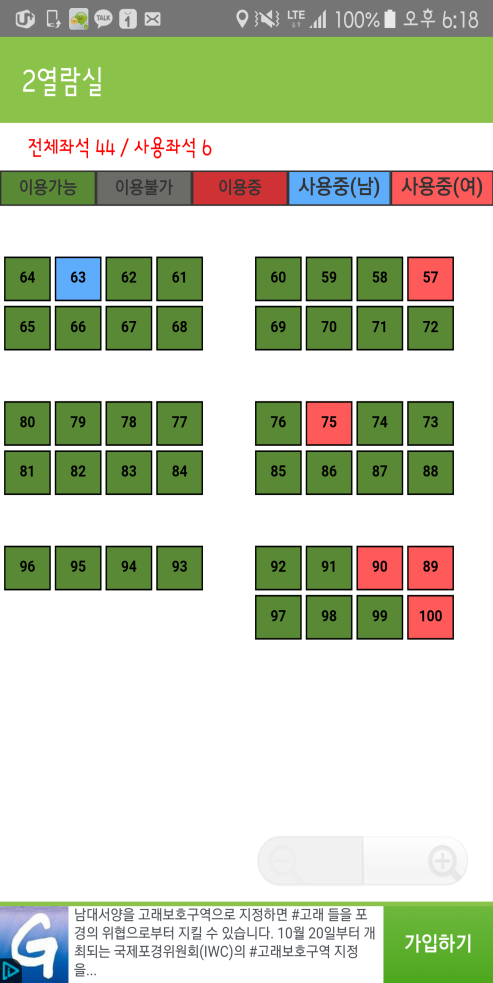 TALK 1 LTE 100% 오후 6:18
2열람실
전체좌석 44 / 사용좌석 6
이용가능 이용불가 이용중 사용중(남) 사용중(여)
64 63 62 61 60 59 58 57
65 66 67 68 69 70 71 72
80 79 78 77 76 75 74 73
81 82 83 84 85 86 87 88
96 95 94 93 92 91 90 89
97 98 99 100
남대서양을 고래보호구역으로 지정하면 #고래 들을 포
경의 위협으로부터 지킬 수 있습니다. 10월 20일부터 개
최되는 국제포경위원회(IWC)의 #고래보호구역 지정
을...
가입하기
G